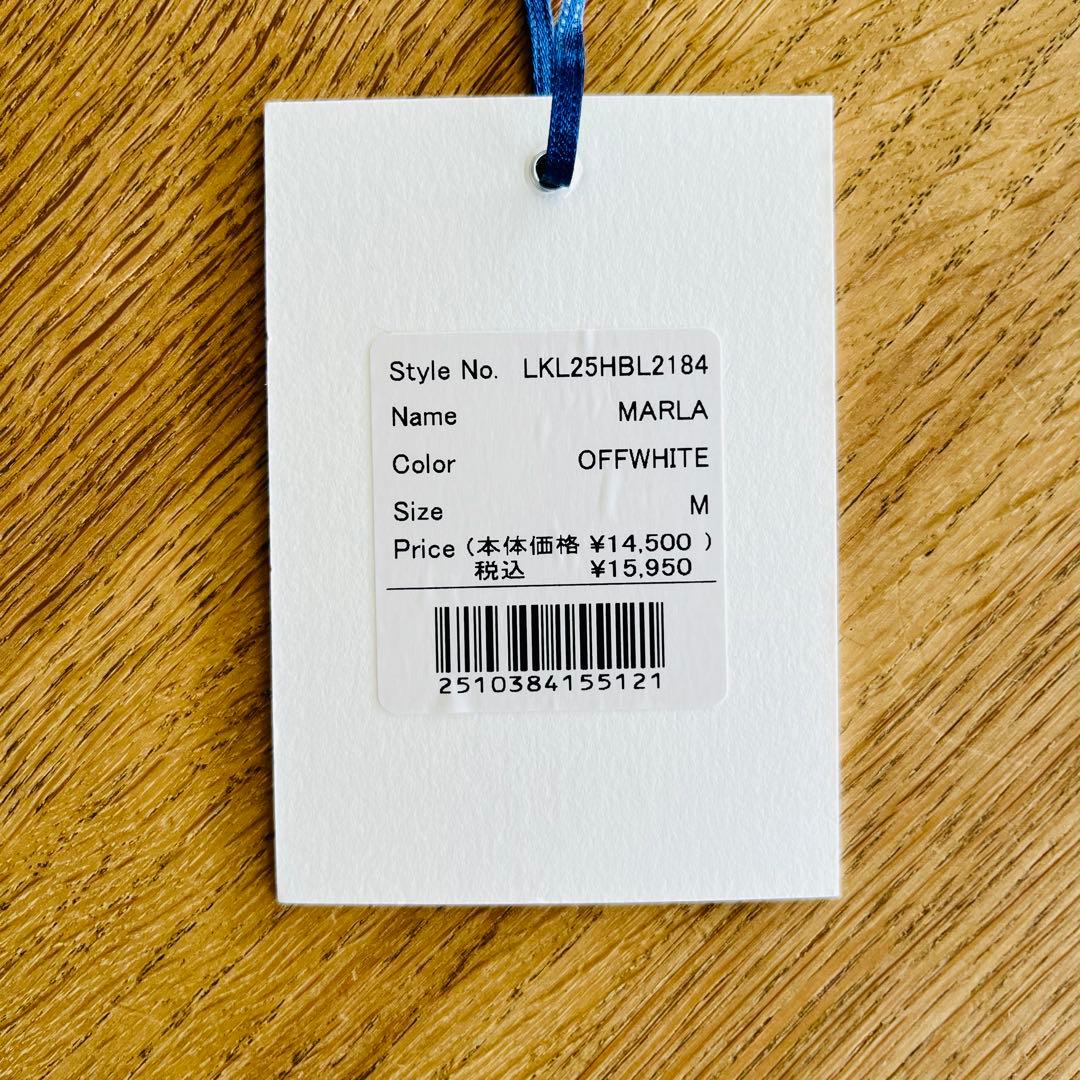 Style No. LKL25HBL2184
Name MARLA
Color OFFWHITE
Size M
Price (本体価格 ¥14,500 )
税込 ¥15,950
2510384155121